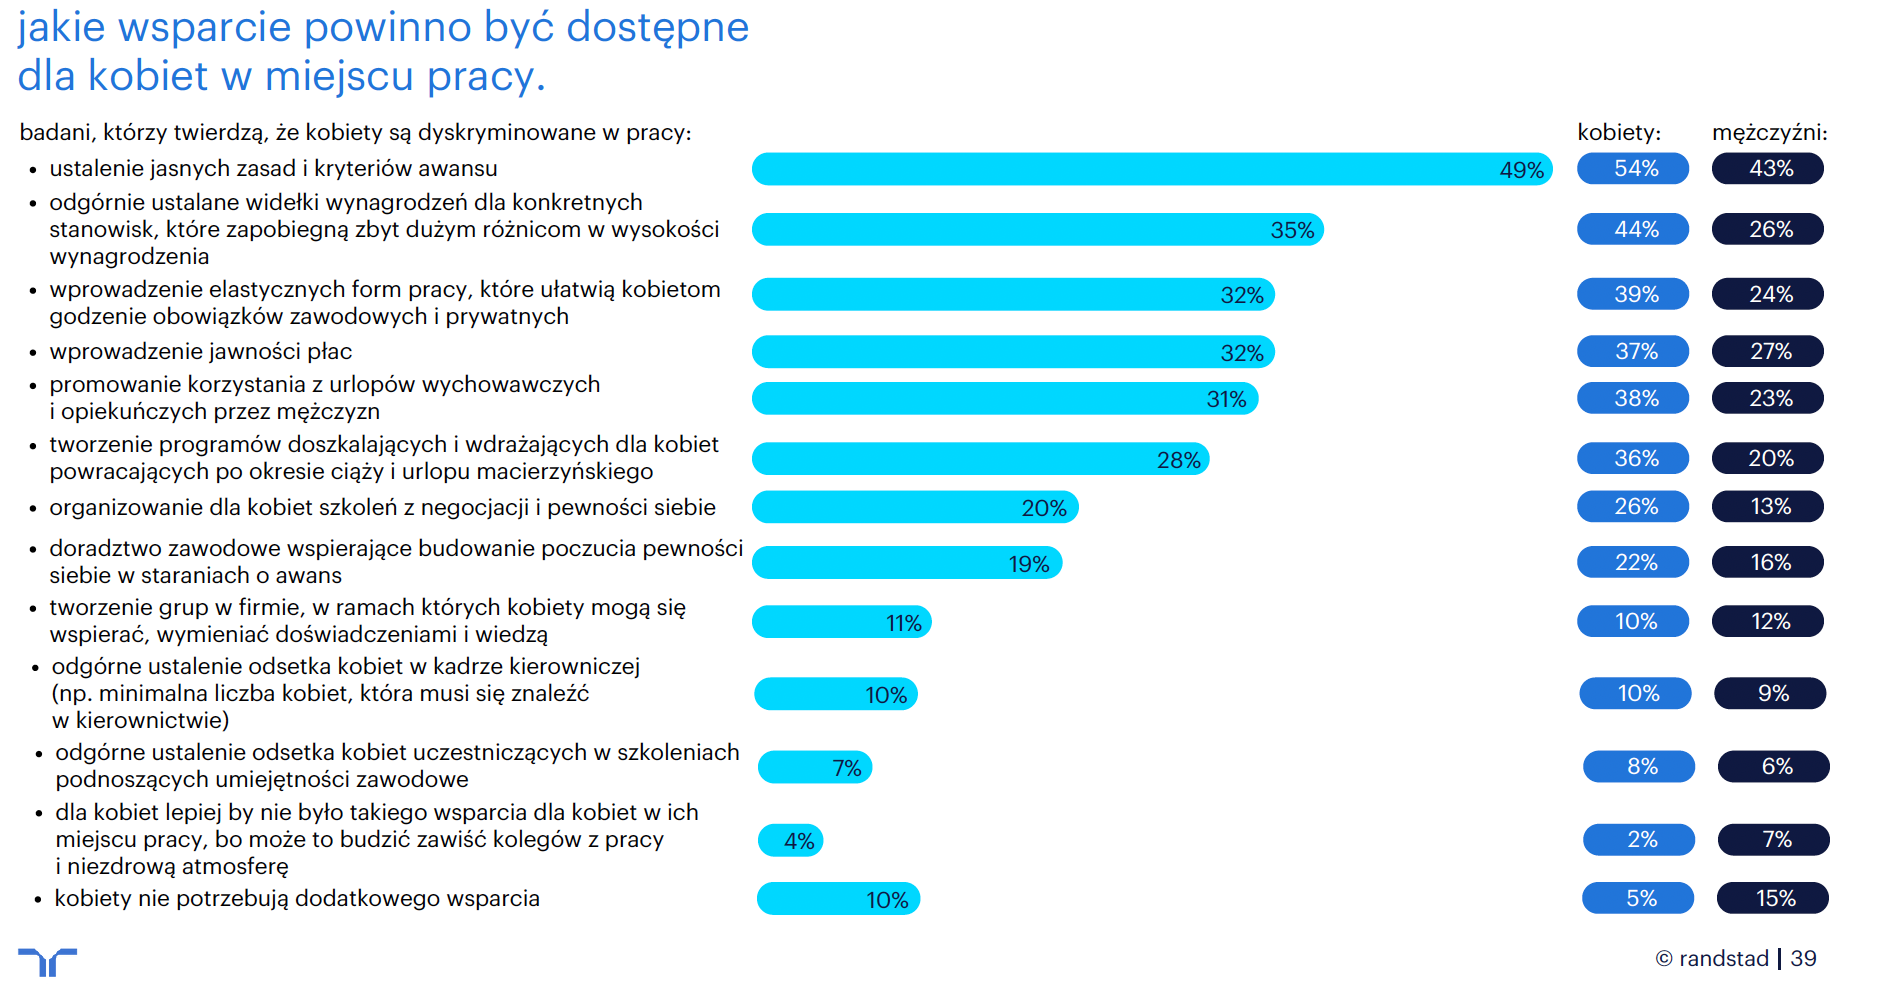 jakie wsparcie powinno być dostępne
dla kobiet w miejscu pracy.
badani, którzy twierdzą, że kobiety są dyskryminowane w pracy:
kobiety: mężczyźni:
• ustalenie jasnych zasad i kryteriów awansu
49% 54% 43%
• odgórnie ustalane widełki wynagrodzeń dla konkretnych
stanowisk, które zapobiegną zbyt dużym różnicom w wysokości
wynagrodzenia
35% 44% 26%
• wprowadzenie elastycznych form pracy, które ułatwią kobietom
godzenie obowiązków zawodowych i prywatnych
32% 39% 24%
• wprowadzenie jawności płac
32% 37% 27%
• promowanie korzystania z urlopów wychowawczych
i opiekuńczych przez mężczyzn
31% 38% 23%
• tworzenie programów doszkalających i wdrażających dla kobiet
powracających po okresie ciąży i urlopu macierzyńskiego
28% 36% 20%
• organizowanie dla kobiet szkoleń z negocjacji i pewności siebie
20% 26% 13%
• doradztwo zawodowe wspierające budowanie poczucia pewności
siebie w staraniach o awans
19% 22% 16%
• tworzenie grup w firmie, w ramach których kobiety mogą się
wspierać, wymieniać doświadczeniami i wiedzą
11% 10% 12%
• odgórne ustalenie odsetka kobiet w kadrze kierowniczej
(np. minimalna liczba kobiet, która musi się znaleźć
w kierownictwie)
10% 10% 9%
• odgórne ustalenie odsetka kobiet uczestniczących w szkoleniach
podnoszących umiejętności zawodowe
7% 8% 6%
• dla kobiet lepiej by nie było takiego wsparcia dla kobiet w ich
miejscu pracy, bo może to budzić zawiść kolegów z pracy
i niezdrową atmosferę
4% 2% 7%
• kobiety nie potrzebują dodatkowego wsparcia
10% 5% 15%
© randstad | 39